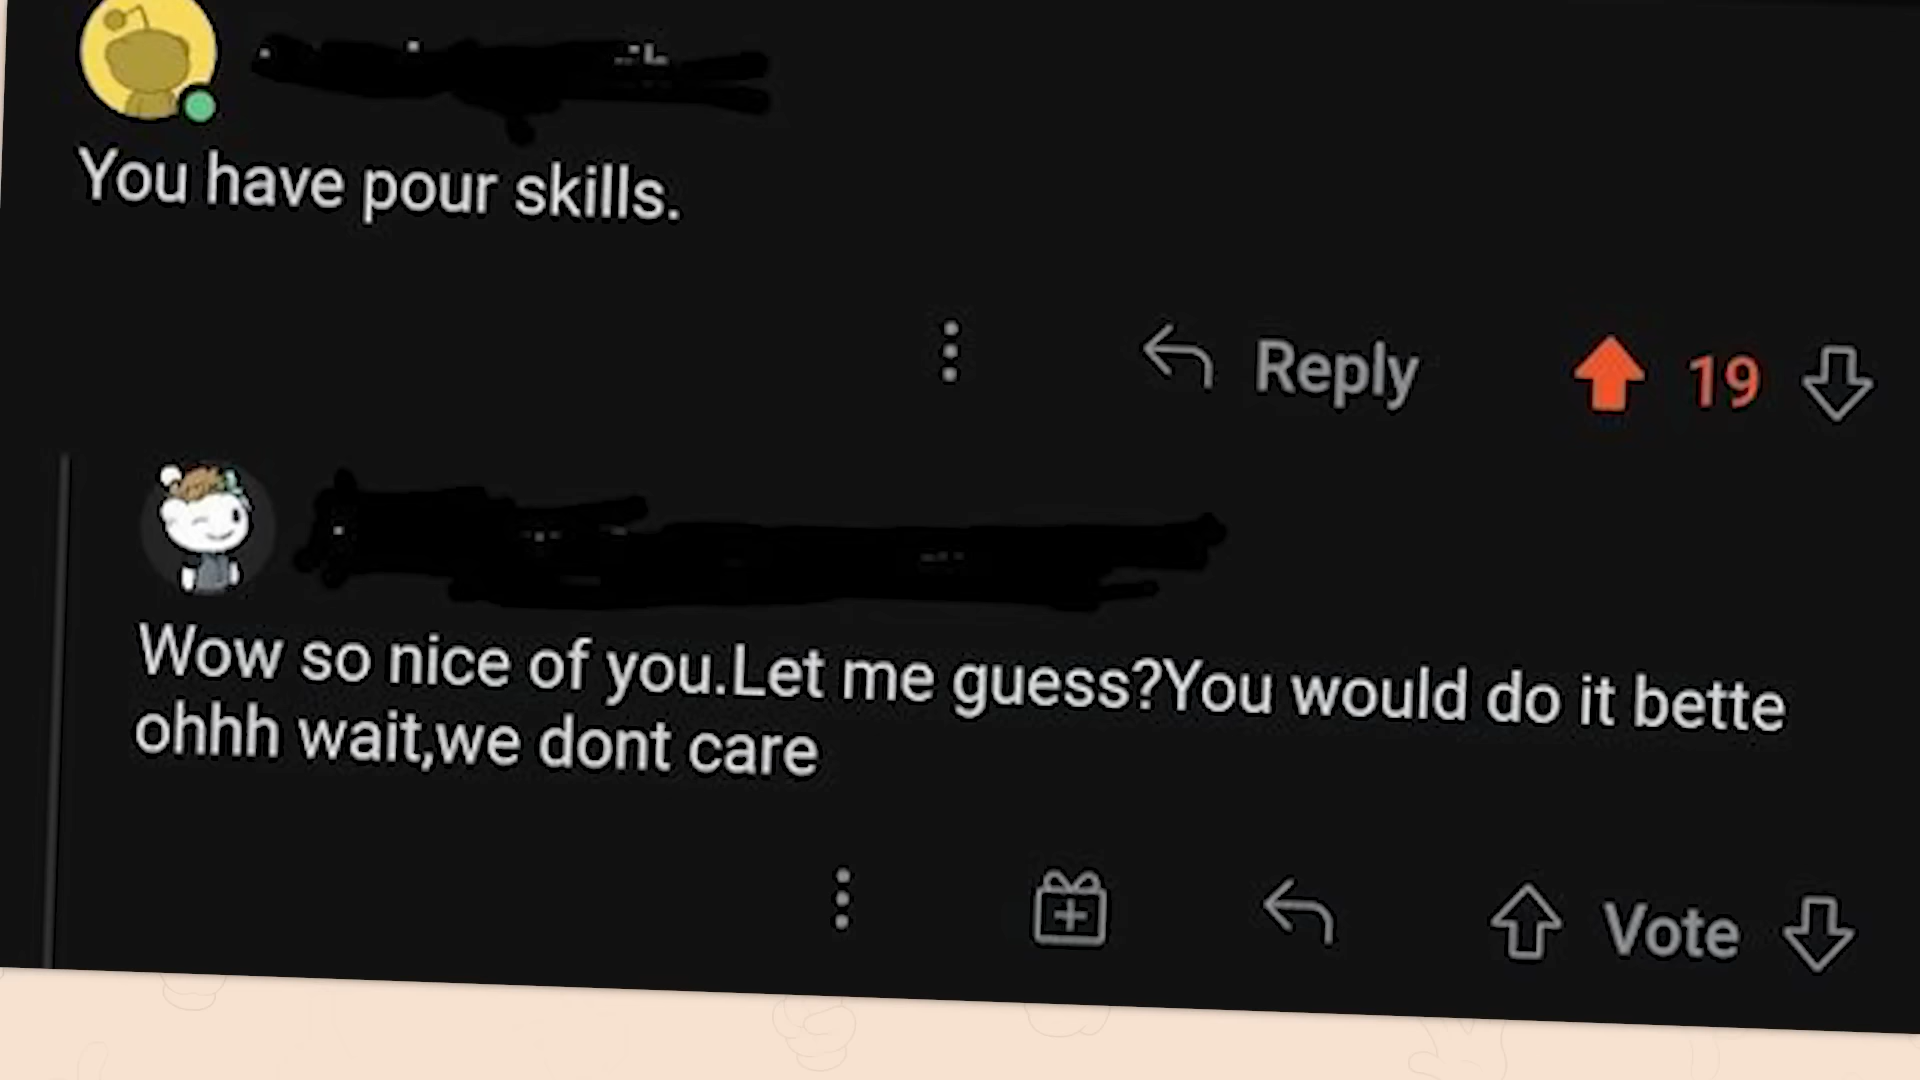 You have pour skills.
Reply 19
Wow so nice of you.Let me guess?You would do it bette
ohhh wait,we dont care
Vote